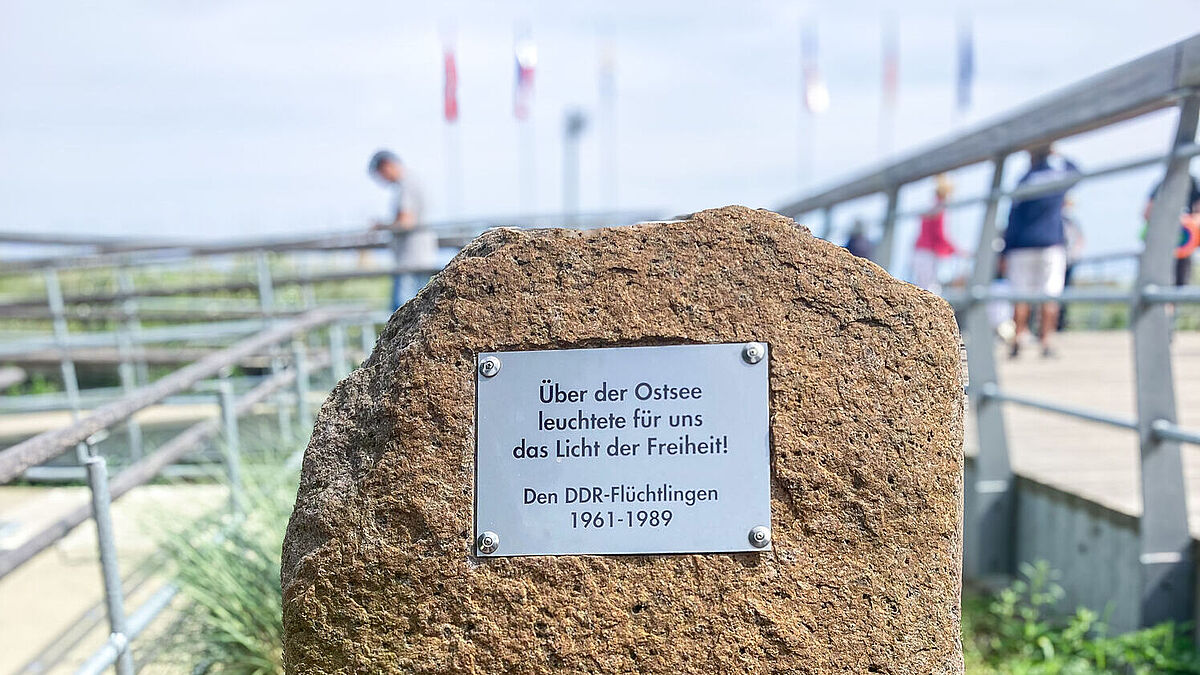 Über der Ostsee
leuchtete für uns
das Licht der Freiheit!
Den DDR-Flüchtlingen
1961-1989